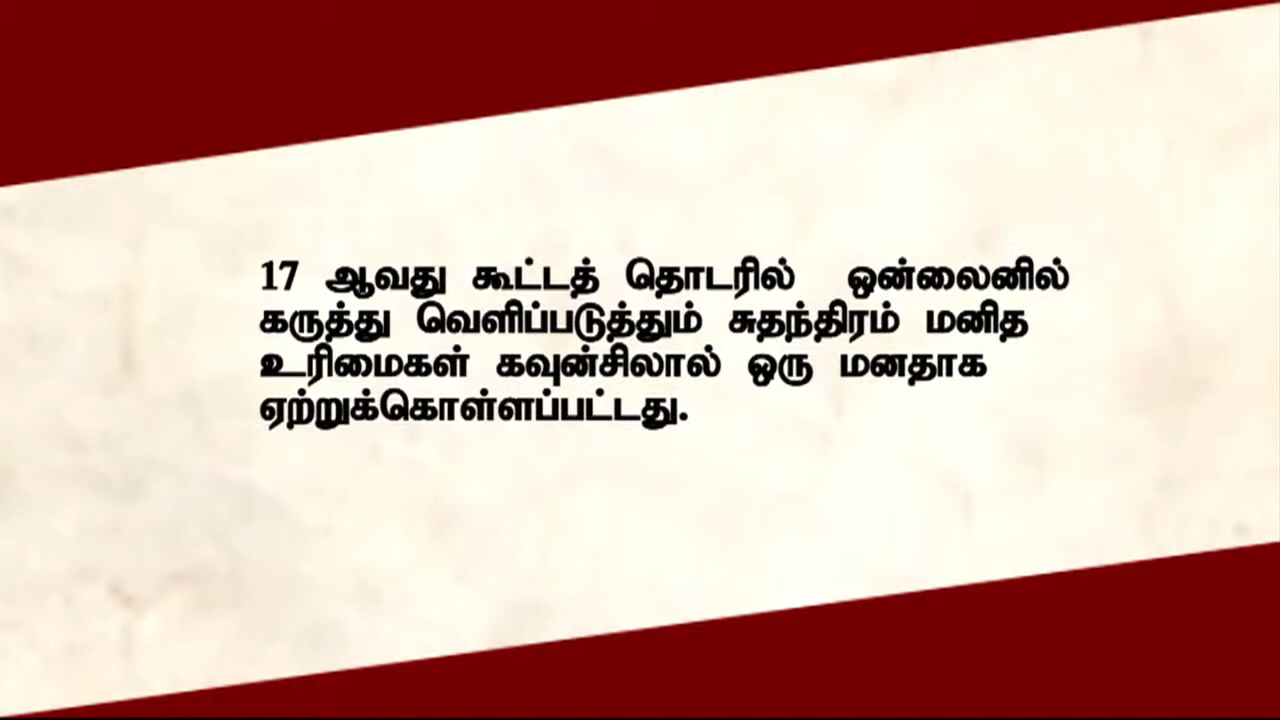 17 ஆவது கூட்டத் தொடரில் ஒன்லைனில்
கருத்து வெளிப்படுத்தும் சுதந்திரம் மனித
உரிமைகள் கவுன்சிலால் ஒரு மனதாக
ஏற்றுக்கொள்ளப்பட்டது.